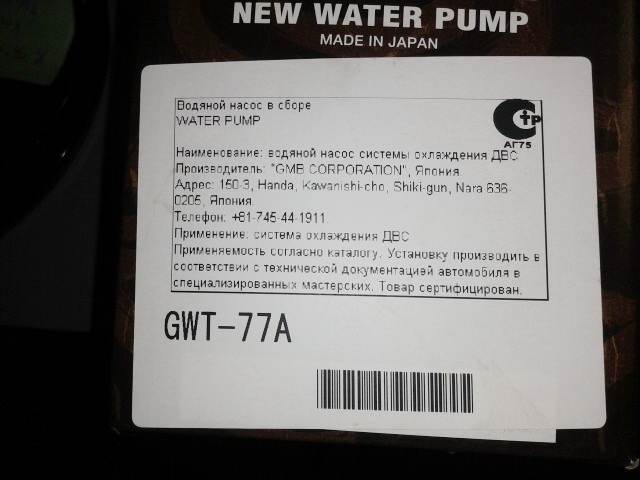 NEW WATER PUMP
MADE IN JAPAN
Водяной насос в сборе
WATER PUMP
АГ75
Наименование: водяной насос системы охлаждения ДВС
Производитель: "GMB CORPORATION", Япония.
Адрес: 150-3, Handa, Kawanishi-cho, Shiki-gun, Nara 636-
0205, Япония.
Телефон: +81-745-44-1911.
Применение: система охлаждения ДВС
Применяемость согласно каталогу. Установку производить в
соответствии с технической документацией автомобиля в
специализированных мастерских. Товар сертифицирован.
GWT-77A